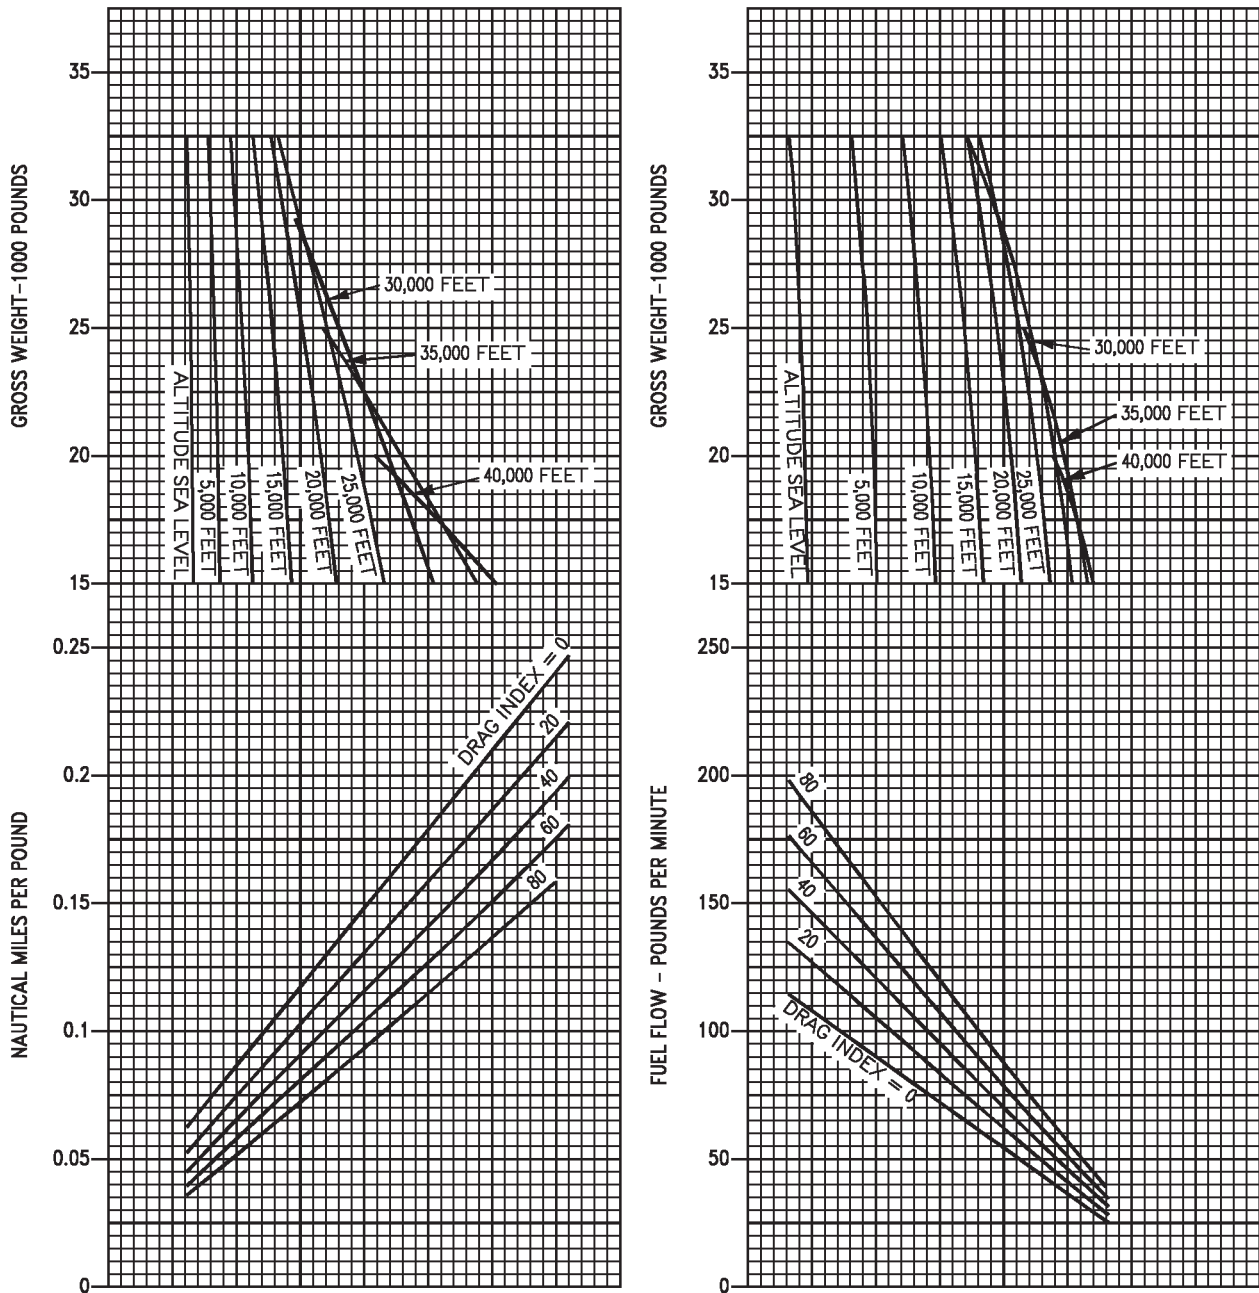 GROSS WEIGHT-1000 POUNDS
35
30
25
20
15
30,000 FEET
35,000 FEET
40,000 FEET
ALTITUDE SEA LEVEL
5,000 FEET
10,000 FEET
15,000 FEET
20,000 FEET
25,000 FEET
NAUTICAL MILES PER POUND
0.25
0.2
0.15
0.1
0.05
0
DRAG INDEX = 0
20
40
60
80
GROSS WEIGHT-1000 POUNDS
35
30
25
20
15
30,000 FEET
35,000 FEET
40,000 FEET
ALTITUDE SEA LEVEL
5,000 FEET
10,000 FEET
15,000 FEET
20,000 FEET
25,000 FEET
FUEL FLOW - POUNDS PER MINUTE
250
200
150
100
50
0
80
60
40
20
DRAG INDEX = 0